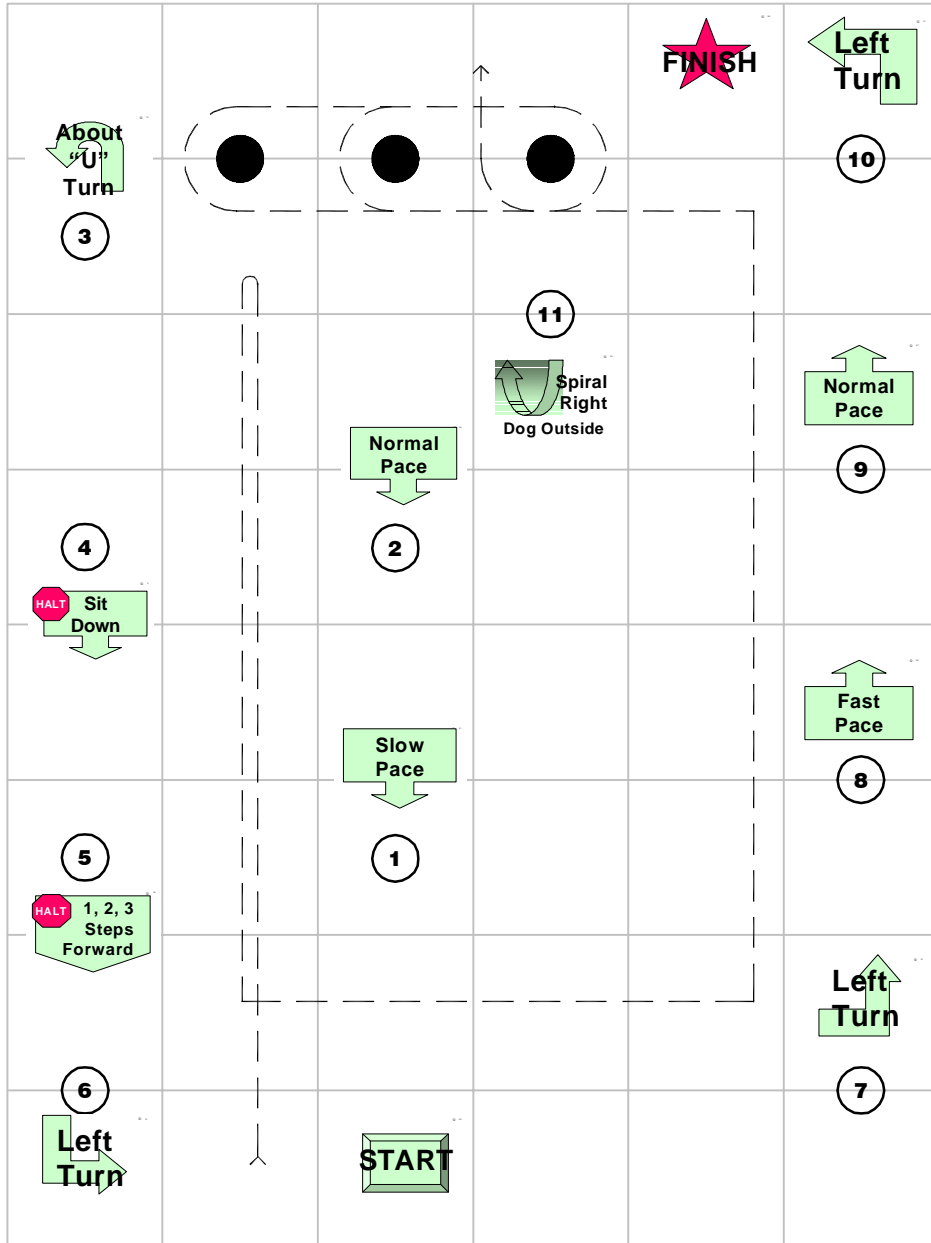 FINISH
Left
Turn
About
“U”
Turn
10
3
11
Spiral
Right
Dog Outside
Normal
Pace
Normal
Pace
9
4
2
HALT
Sit
Down
Fast
Pace
Slow
Pace
8
5
1
HALT
1, 2, 3
Steps
Forward
Left
Turn
6
7
Left
Turn
START